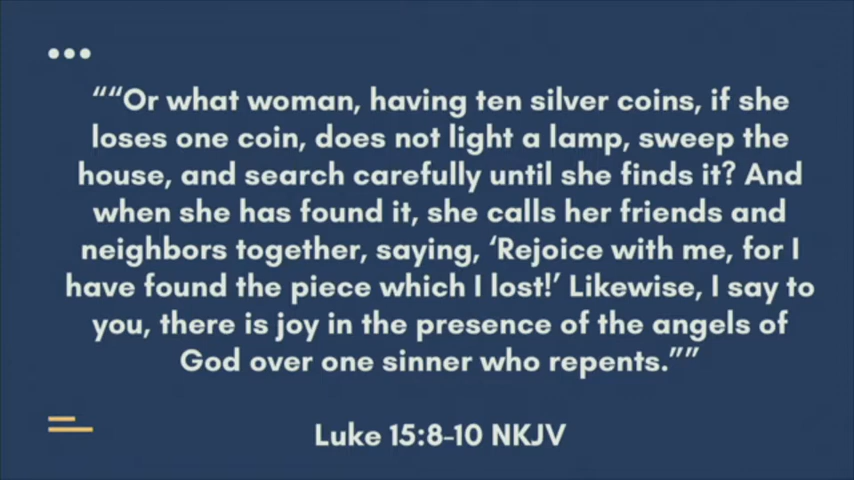 ““Or what woman, having ten silver coins, if she
loses one coin, does not light a lamp, sweep the
house, and search carefully until she finds it? And
when she has found it, she calls her friends and
neighbors together, saying, ‘Rejoice with me, for I
have found the piece which I lost!’ Likewise, I say to
you, there is joy in the presence of the angels of
God over one sinner who repents.””
Luke 15:8-10 NKJV